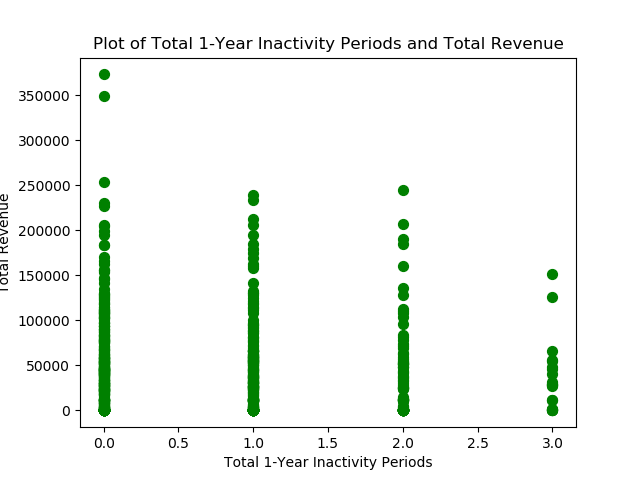 Plot of Total 1-Year Inactivity Periods and Total Revenue
Total Revenue
350000
300000
250000
200000
150000
100000
50000
0
0.0 0.5 1.0 1.5 2.0 2.5 3.0
Total 1-Year Inactivity Periods